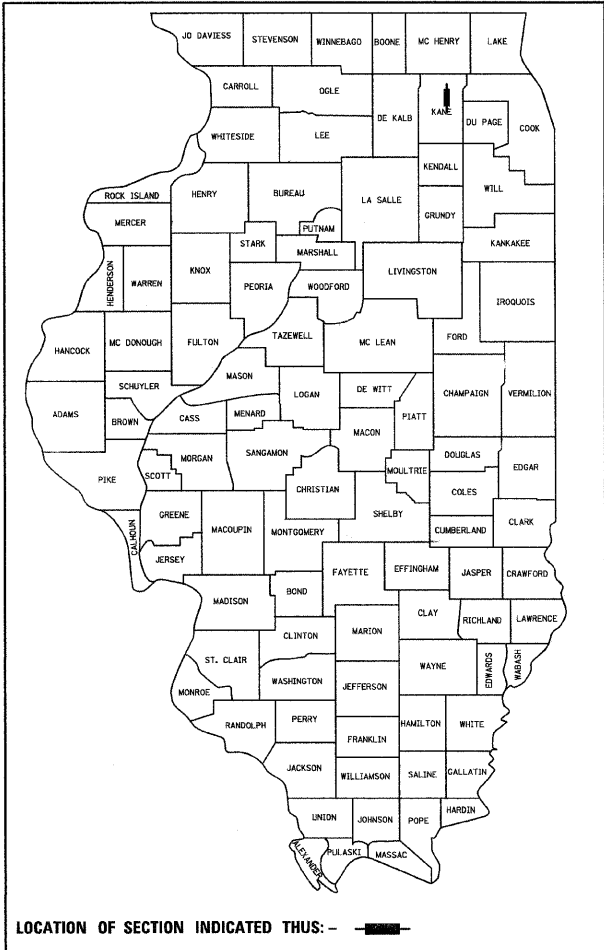 JO DAVIESS
STEVENSON
WINNEBAGO
BOONE
MC HENRY
LAKE
CARROLL
OGLE
DE KALB
KANE
DU PAGE
COOK
WHITESIDE
LEE
KENDALL
WILL
ROCK ISLAND
HENRY
BUREAU
LA SALLE
GRUNDY
MERCER
PUTNAM
KANKAKEE
STARK
MARSHALL
HENDERSON
WARREN
KNOX
PEORIA
WOODFORD
LIVINGSTON
IROQUOIS
HANCOCK
MC DONOUGH
FULTON
TAZEWELL
MC LEAN
FORD
SCHUYLER
MASON
LOGAN
DE WITT
CHAMPAIGN
VERMILION
ADAMS
BROWN
CASS
MENARD
PIATT
MACON
MORGAN
SANGAMON
DOUGLAS
EDGAR
PIKE
SCOTT
CHRISTIAN
MOULTRIE
COLES
CALHOUN
GREENE
MACOUPIN
MONTGOMERY
SHELBY
CUMBERLAND
CLARK
JERSEY
FAYETTE
EFFINGHAM
JASPER
CRAWFORD
MADISON
BOND
CLAY
RICHLAND
LAWRENCE
CLINTON
MARION
ST. CLAIR
WAYNE
EDWARDS
WABASH
WASHINGTON
JEFFERSON
MONROE
RANDOLPH
PERRY
HAMILTON
WHITE
FRANKLIN
JACKSON
WILLIAMSON
SALINE
GALLATIN
HARDIN
UNION
JOHNSON
POPE
ALEXANDER
PULASKI
MASSAC
LOCATION OF SECTION INDICATED THUS: -